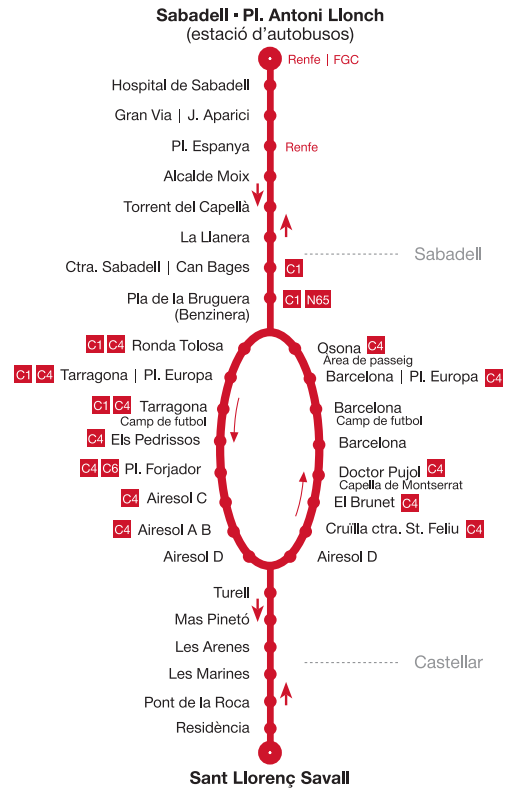 Sabadell · Pl. Antoni Llonch
(estació d'autobusos)
Renfe | FGC
Hospital de Sabadell
Gran Via | J. Aparici
Pl. Espanya
Renfe
Alcalde Moix
Torrent del Capellà
La Llanera
Sabadell
Ctra. Sabadell | Can Bages
C1
Pla de la Bruguera
(Benzinera)
C1 N65
C1 C4 Ronda Tolosa
Osona C4
Àrea de passeig
C1 C4 Tarragona | Pl. Europa
Barcelona | Pl. Europa C4
C1 C4 Tarragona
Camp de futbol
Barcelona
Camp de futbol
C4 Els Pedrissos
Barcelona
C4 C6 Pl. Forjador
Doctor Pujol C4
Capella de Montserrat
C4 Airesol C
El Brunet C4
C4 Airesol A B
Cruïlla ctra. St. Feliu C4
Airesol D
Airesol D
Turell
Mas Pinetó
Les Arenes
Castellar
Les Marines
Pont de la Roca
Residència
Sant Llorenç Savall